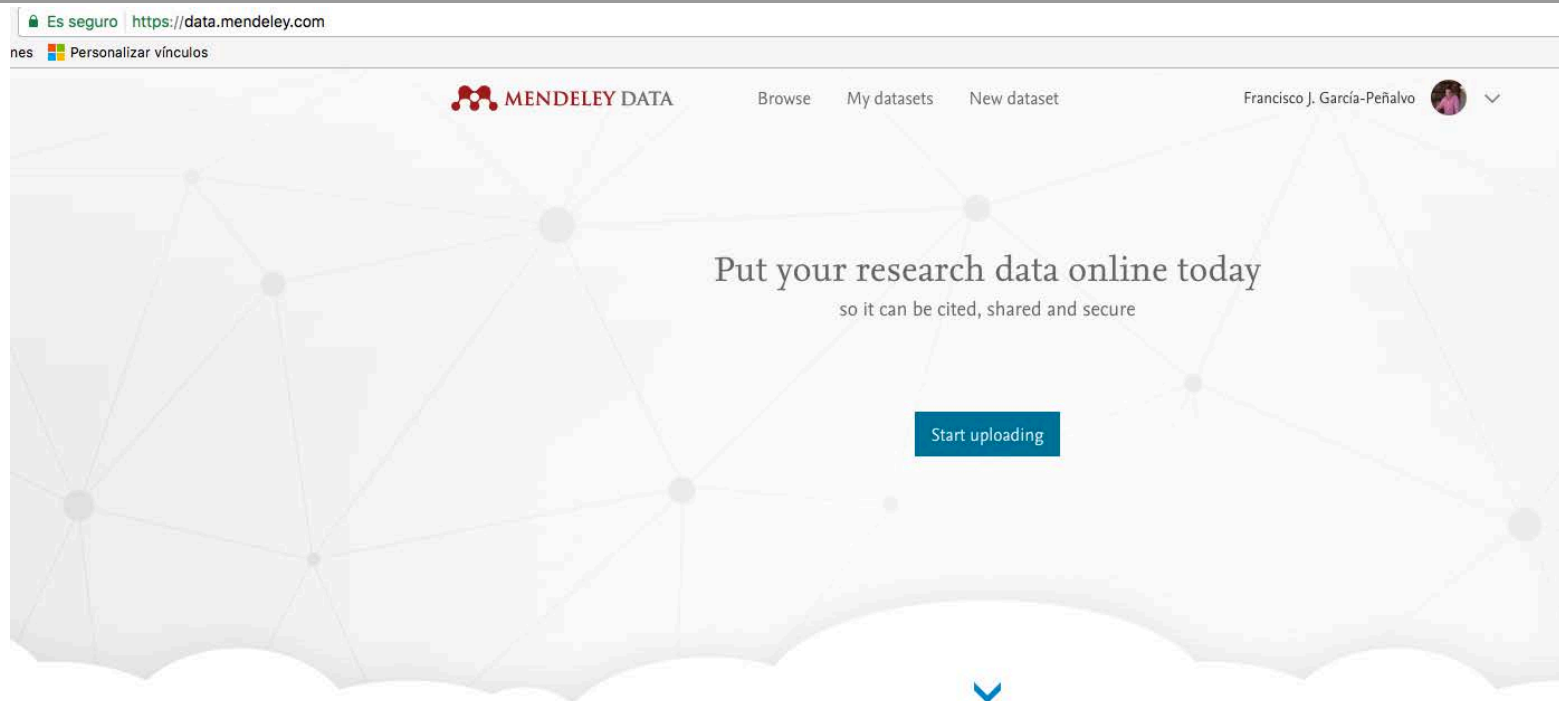 Es seguro https://data.mendeley.com
nes Personalizar vínculos
MENDELEY DATA Browse My datasets New dataset Francisco J. García-Peñalvo
Put your research data online today
so it can be cited, shared and secure
Start uploading